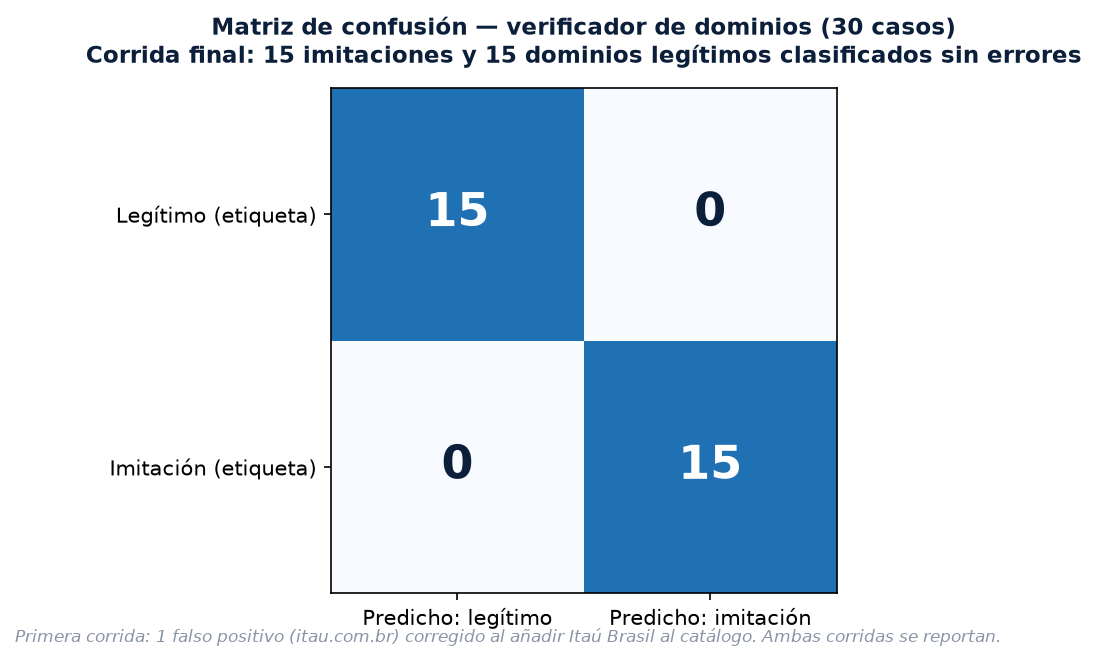 Matriz de confusión — verificador de dominios (30 casos)
Corrida final: 15 imitaciones y 15 dominios legítimos clasificados sin errores
Legítimo (etiqueta)
15
0
Imitación (etiqueta)
0
15
Predicho: legítimo
Predicho: imitación
Primera corrida: 1 falso positivo (itau.com.br) corregido al añadir Itaú Brasil al catálogo. Ambas corridas se reportan.